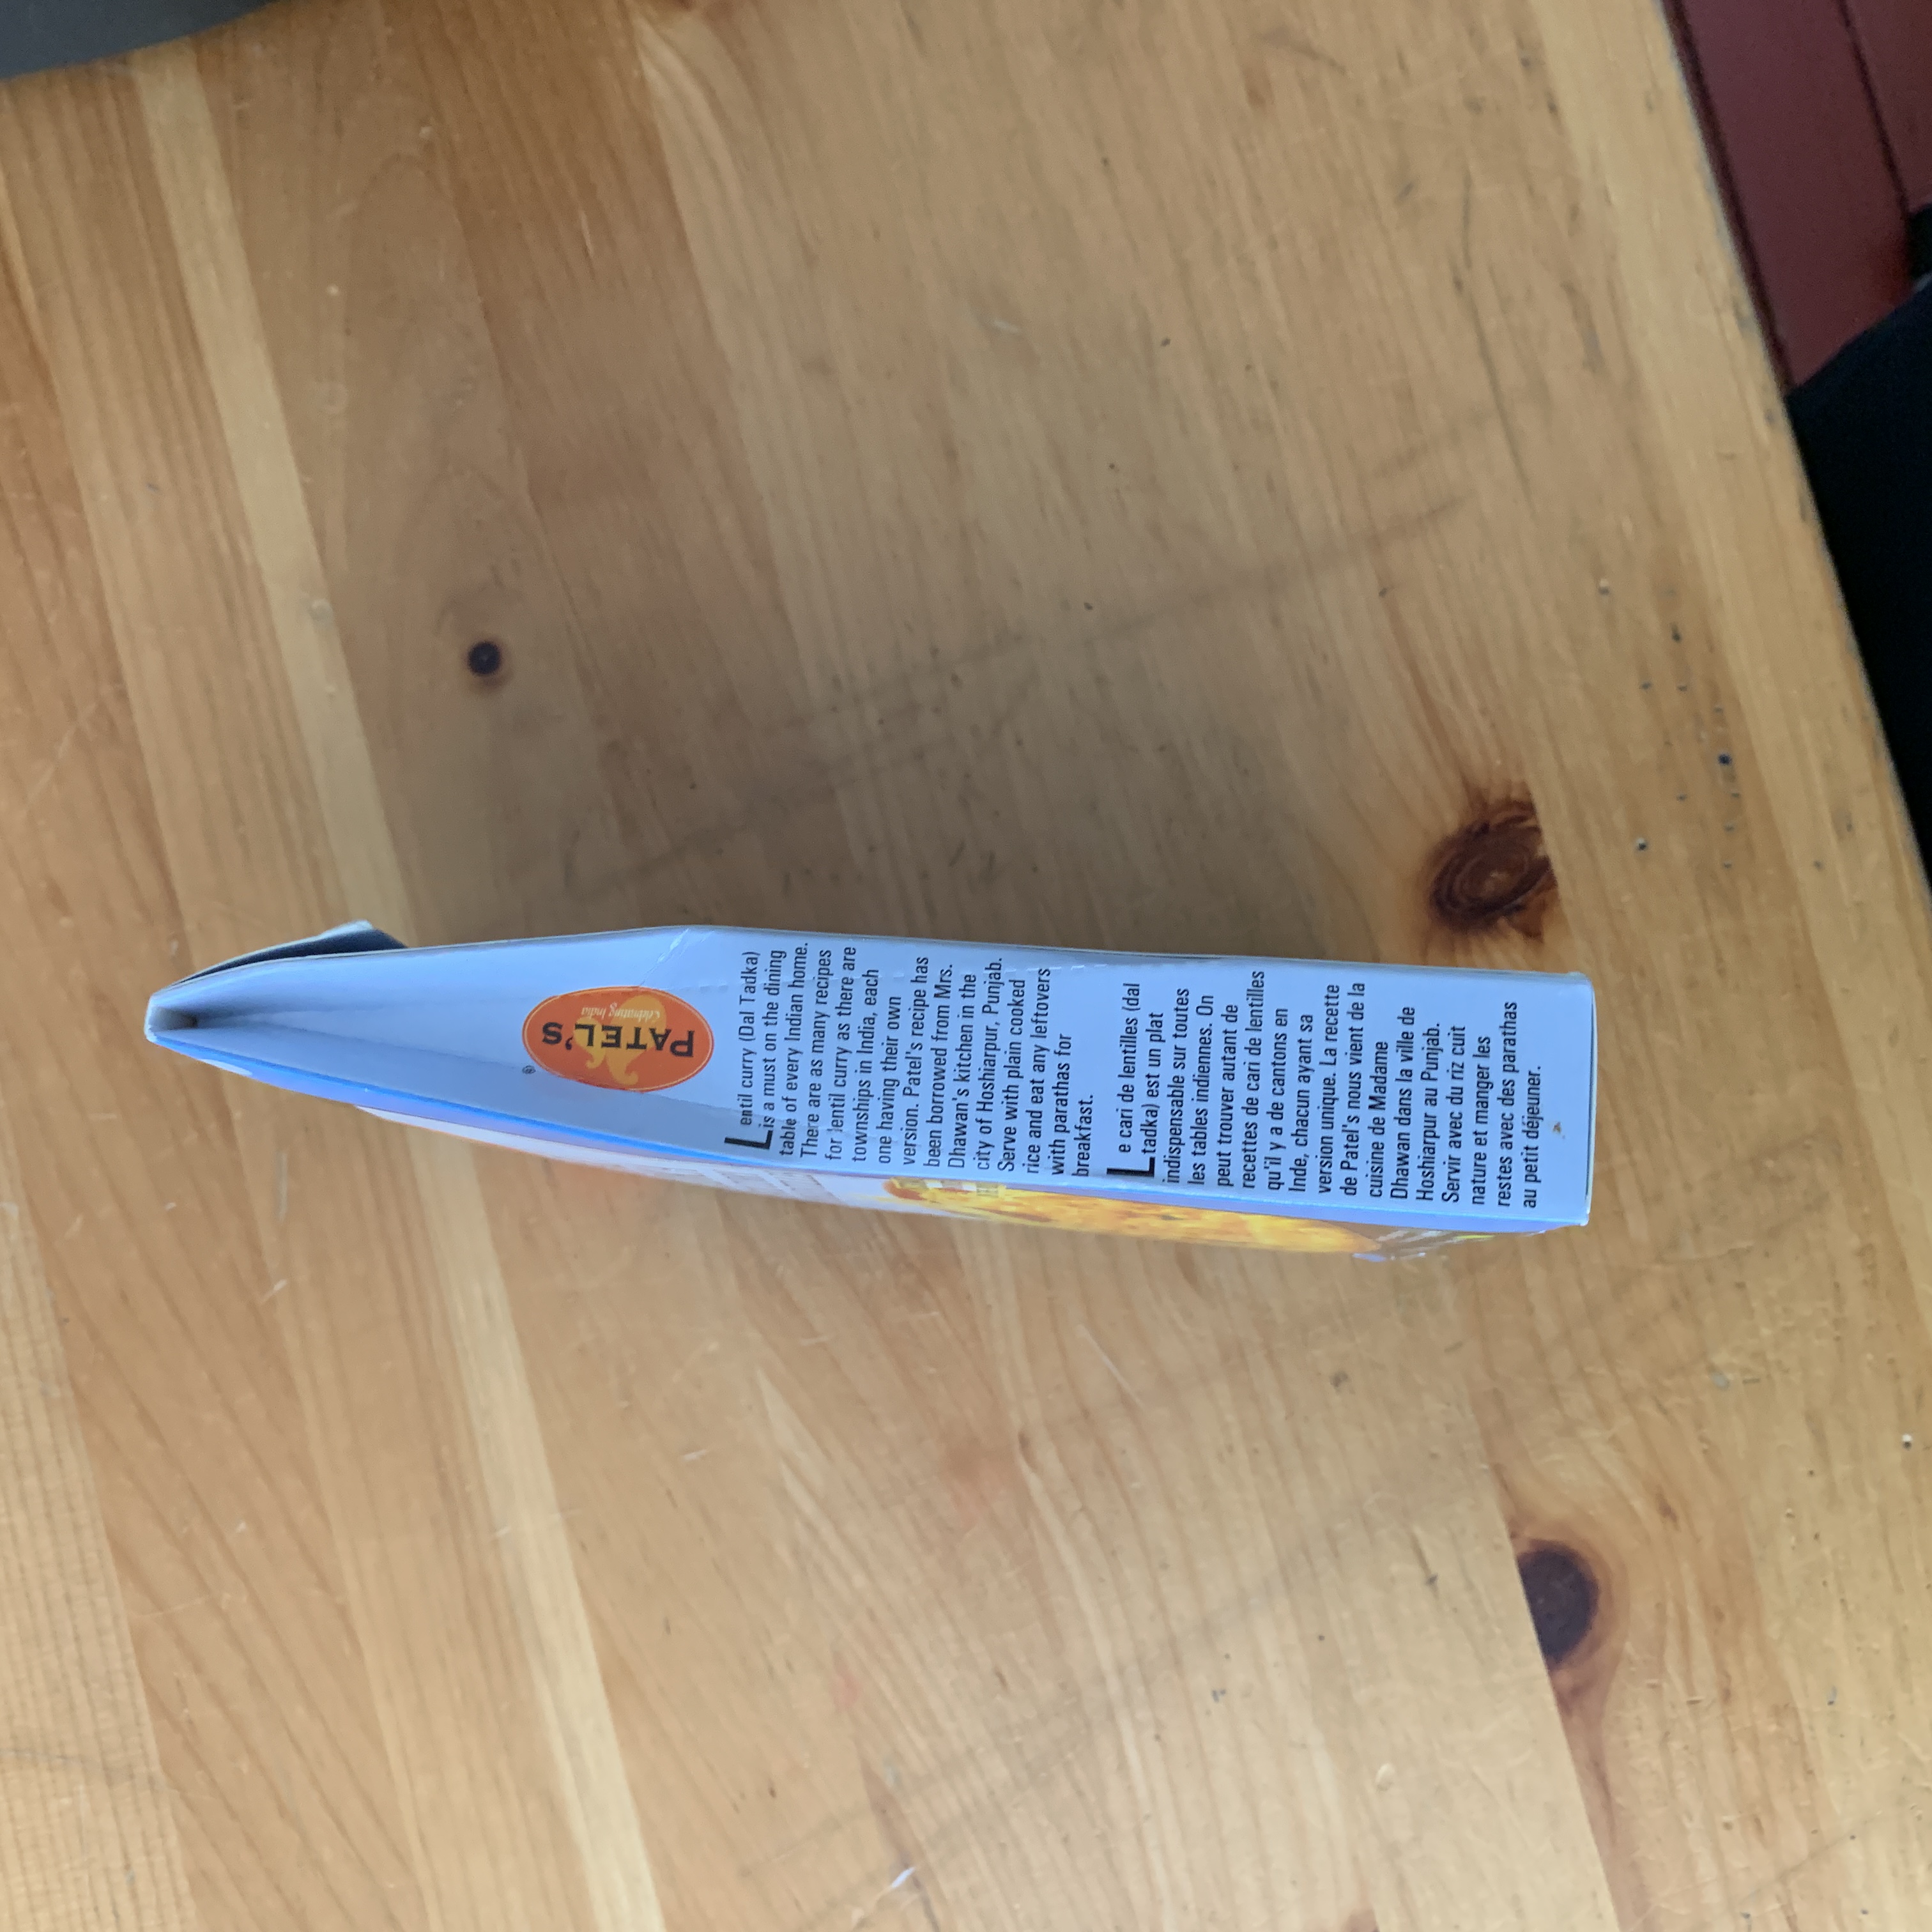 PATEL'S
Celebrating India
®
Lentil curry (Dal Tadka)
is a must on the dining
table of every Indian home.
There are as many recipes
for lentil curry as there are
townships in India, each
one having their own
version. Patel's recipe has
been borrowed from Mrs.
Dhawan's kitchen in the
city of Hoshiarpur, Punjab.
Serve with plain cooked
rice and eat any leftovers
with parathas for
breakfast.
Le cari de lentilles (dal
tadka) est un plat
indispensable sur toutes
les tables indiennes. On
peut trouver autant de
recettes de cari de lentilles
qu'il y a de cantons en
Inde, chacun ayant sa
version unique. La recette
de Patel's nous vient de la
cuisine de Madame
Dhawan dans la ville de
Hoshiarpur au Punjab.
Servir avec du riz cuit
nature et manger les
restes avec des parathas
au petit déjeuner.